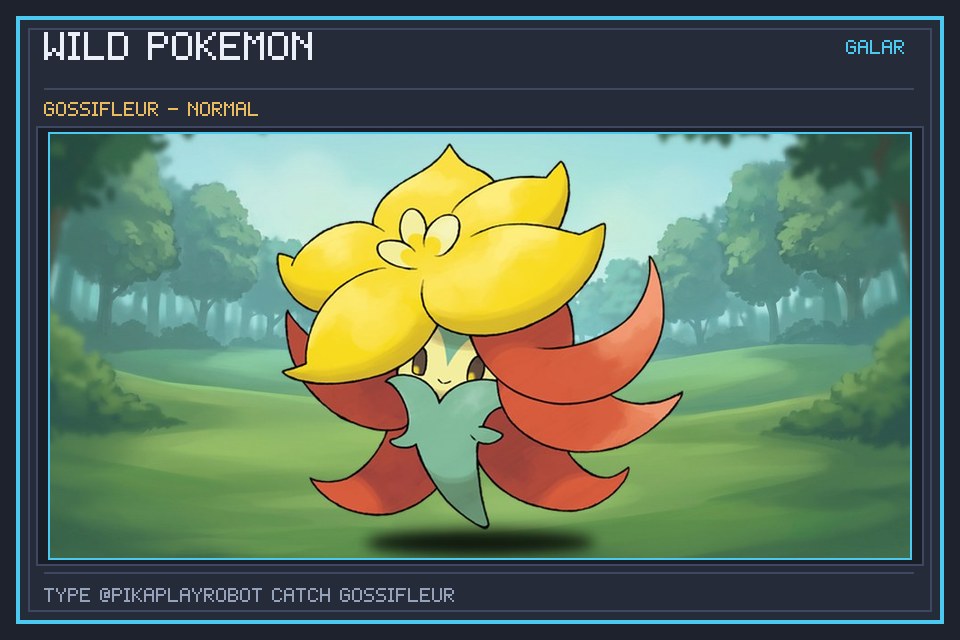 WILD POKEMON
GALAR
GOSSIFLEUR - NORMAL
TYPE @PIKAPLAYROBOT CATCH GOSSIFLEUR